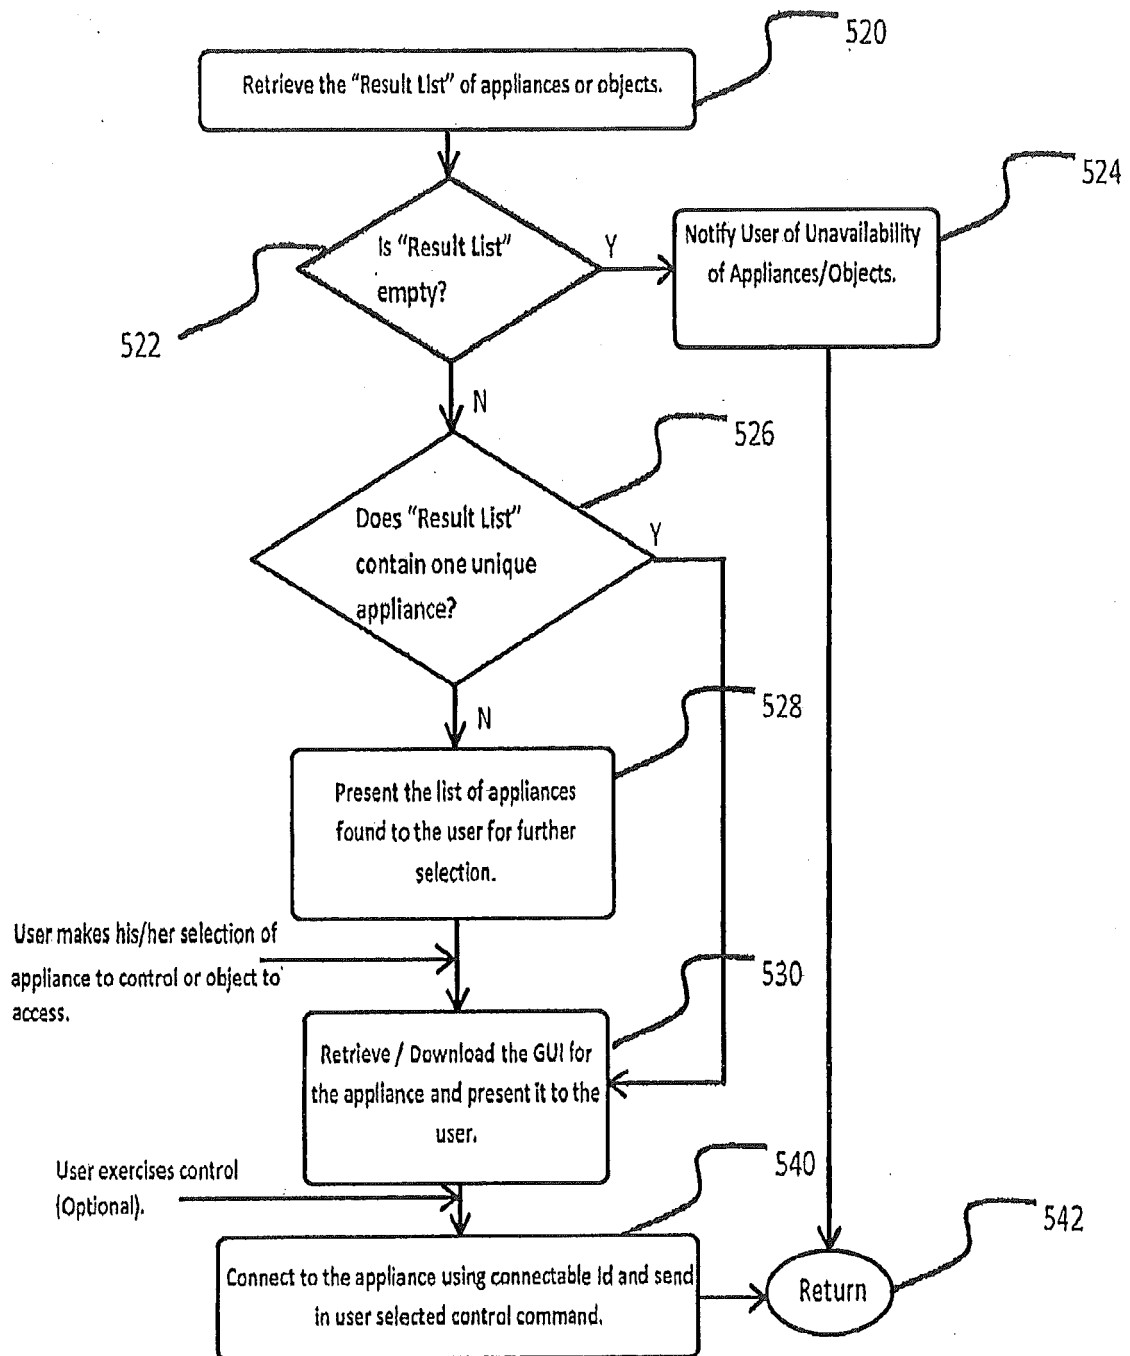 520
Retrieve the “Result List” of appliances or objects.
524
Notify User of Unavailability
of Appliances/Objects.
Is “Result List”
empty?
Y
522
N
526
Does “Result List”
contain one unique
appliance?
Y
N
528
Present the list of appliances
found to the user for further
selection.
User makes his/her selection of
appliance to control or object to
access.
530
Retrieve / Download the GUI for
the appliance and present it to the
user.
User exercises control
(Optional).
540
542
Connect to the appliance using connectable Id and send
in user selected control command.
Return